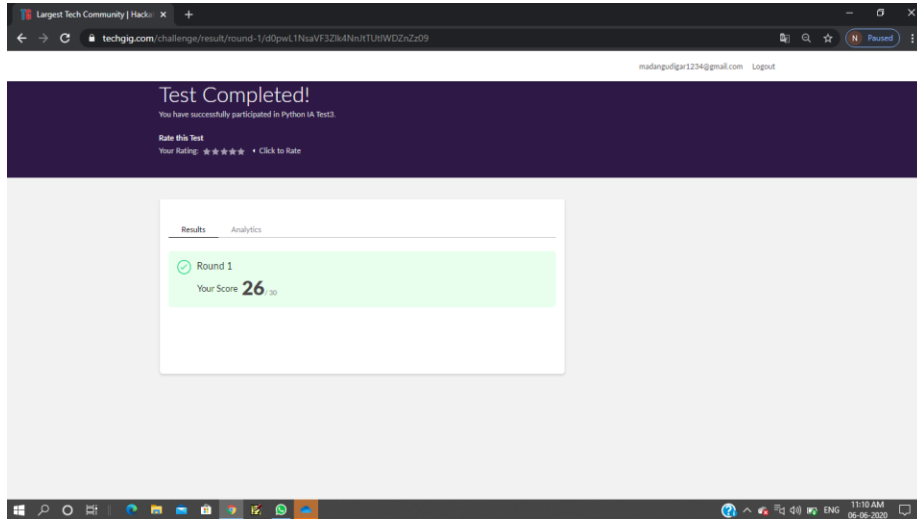 Largest Tech Community | Hacka
techgig.com/challenge/result/round-1/d0pwL1NsaVF3Zlk4NnJtTUtlWDZnZz09
N Paused
madangudigar1234@gmail.com Logout
Test Completed!
You have successfully participated in Python IA Test3.
Rate this Test
Your Rating: • Click to Rate
Results Analytics
Round 1
Your Score 26 / 30
ENG
11:10 AM
06-06-2020